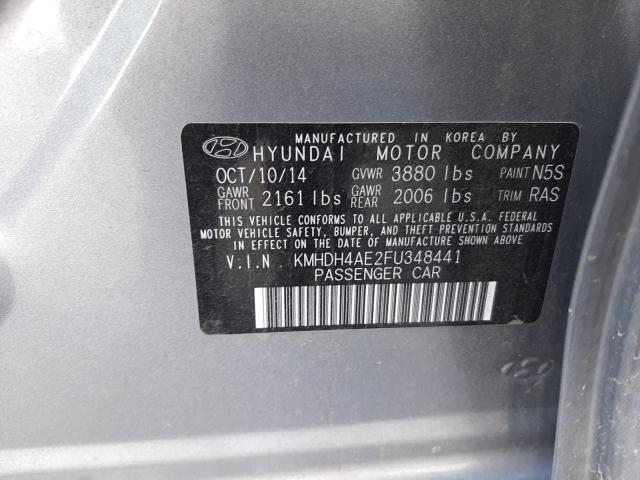 MANUFACTURED IN KOREA BY
HYUNDAI MOTOR COMPANY
OCT/10/14 GVWR 3880 lbs PAINT N5S
GAWR FRONT 2161 lbs GAWR REAR 2006 lbs TRIM RAS
THIS VEHICLE CONFORMS TO ALL APPLICABLE U.S.A. FEDERAL
MOTOR VEHICLE SAFETY, BUMPER, AND THEFT PREVENTION STANDARDS
IN EFFECT ON THE DATE OF MANUFACTURE SHOWN ABOVE
V.I.N KMHDH4AE2FU348441
PASSENGER CAR